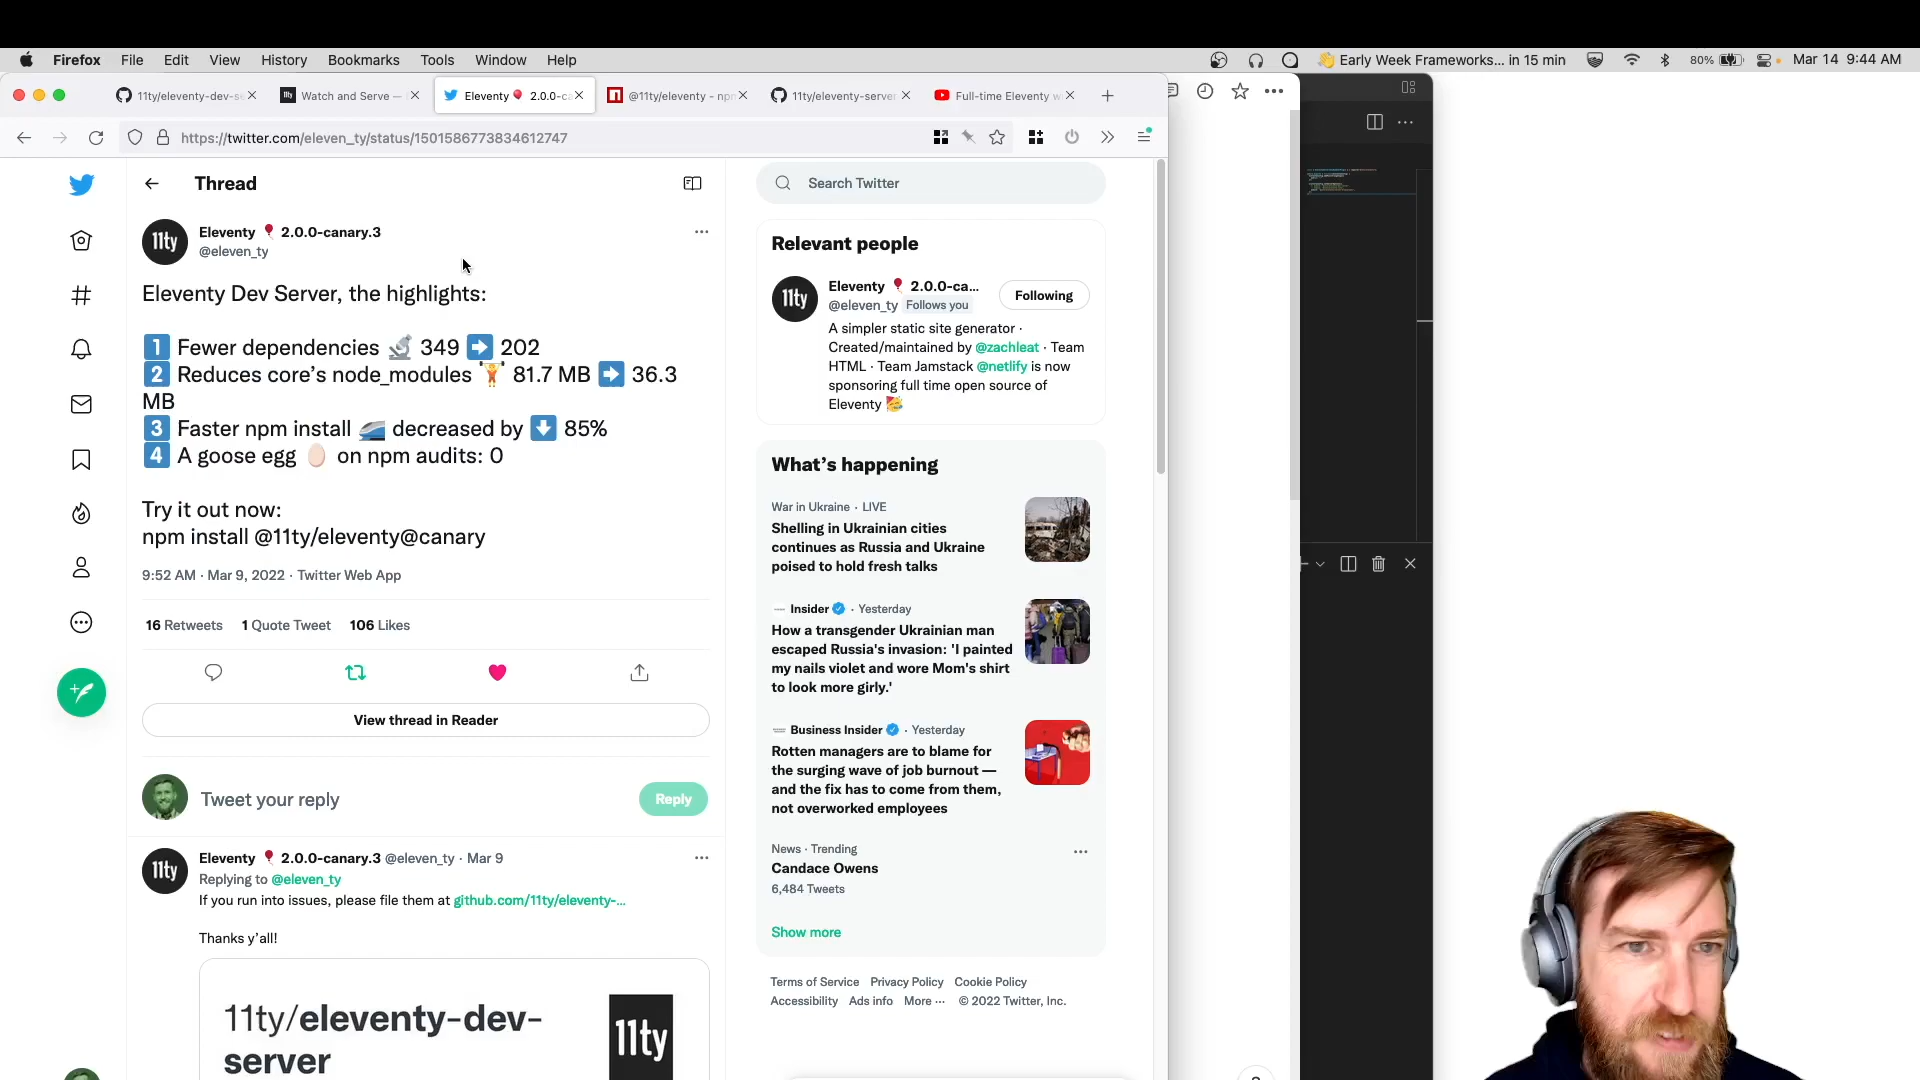 Firefox File Edit View History Bookmarks Tools Window Help
Early Week Frameworks... in 15 min 80% Mar 14 9:44 AM
11ty/eleventy-dev-s
Watch and Serve —
Eleventy 🎈 2.0.0-ca
@11ty/eleventy - npm
11ty/eleventy-server
Full-time Eleventy w
https://twitter.com/eleven_ty/status/1501586773834612747
Thread
11ty
Eleventy 🎈 2.0.0-canary.3
@eleven_ty
Eleventy Dev Server, the highlights:
1️⃣ Fewer dependencies 🔬 349 ➡️ 202
2️⃣ Reduces core’s node_modules 🏋️ 81.7 MB ➡️ 36.3
MB
3️⃣ Faster npm install 🚄 decreased by ⬇️ 85%
4️⃣ A goose egg 🥚 on npm audits: 0
Try it out now:
npm install @11ty/eleventy@canary
9:52 AM · Mar 9, 2022 · Twitter Web App
16 Retweets 1 Quote Tweet 106 Likes
View thread in Reader
Tweet your reply
Reply
11ty
Eleventy 🎈 2.0.0-canary.3 @eleven_ty · Mar 9
Replying to @eleven_ty
If you run into issues, please file them at github.com/11ty/eleventy-...
Thanks y’all!
11ty/eleventy-dev-
server
11ty
Search Twitter
Relevant people
11ty
Eleventy 🎈 2.0.0-ca...
@eleven_ty Follows you
Following
A simpler static site generator ·
Created/maintained by @zachleat · Team
HTML · Team Jamstack @netlify is now
sponsoring full time open source of
Eleventy 🥳
What’s happening
War in Ukraine · LIVE
Shelling in Ukrainian cities
continues as Russia and Ukraine
poised to hold fresh talks
Insider · Yesterday
How a transgender Ukrainian man
escaped Russia's invasion: 'I painted
my nails violet and wore Mom's shirt
to look more girly.'
Business Insider · Yesterday
Rotten managers are to blame for
the surging wave of job burnout —
and the fix has to come from them,
not overworked employees
News · Trending
Candace Owens
6,484 Tweets
Show more
Terms of Service Privacy Policy Cookie Policy
Accessibility Ads info More ··· © 2022 Twitter, Inc.